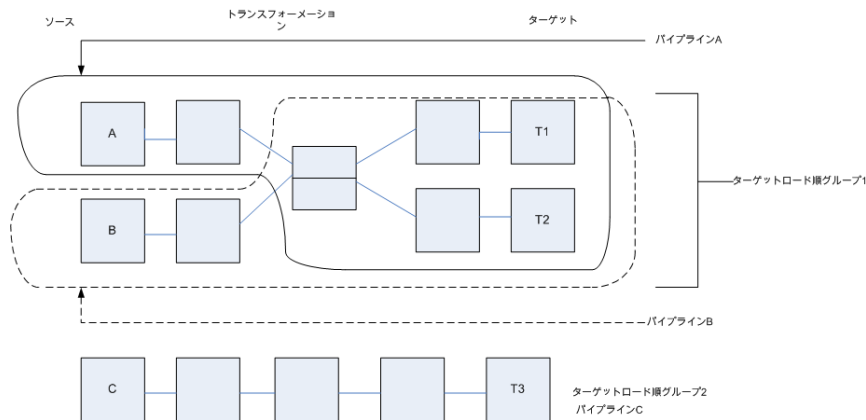 ソース
トランスフォーメーショ
ン
ターゲット
パイプラインA
A
T1
ターゲットロード順グループ1
B
T2
パイプラインB
C
T3
ターゲットロード順グループ2
パイプラインC